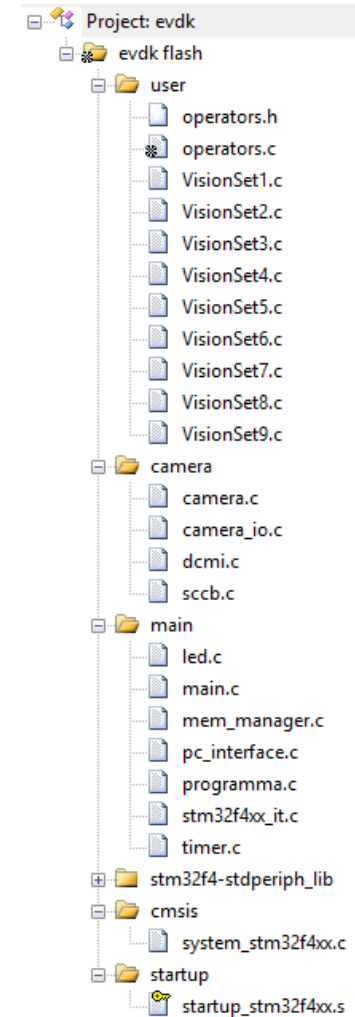 Project: evdk
evdk flash
user
operators.h
operators.c
VisionSet1.c
VisionSet2.c
VisionSet3.c
VisionSet4.c
VisionSet5.c
VisionSet6.c
VisionSet7.c
VisionSet8.c
VisionSet9.c
camera
camera.c
camera_io.c
dcmi.c
sccb.c
main
led.c
main.c
mem_manager.c
pc_interface.c
programma.c
stm32f4xx_it.c
timer.c
stm32f4-stdperiph_lib
cmsis
system_stm32f4xx.c
startup
startup_stm32f4xx.s